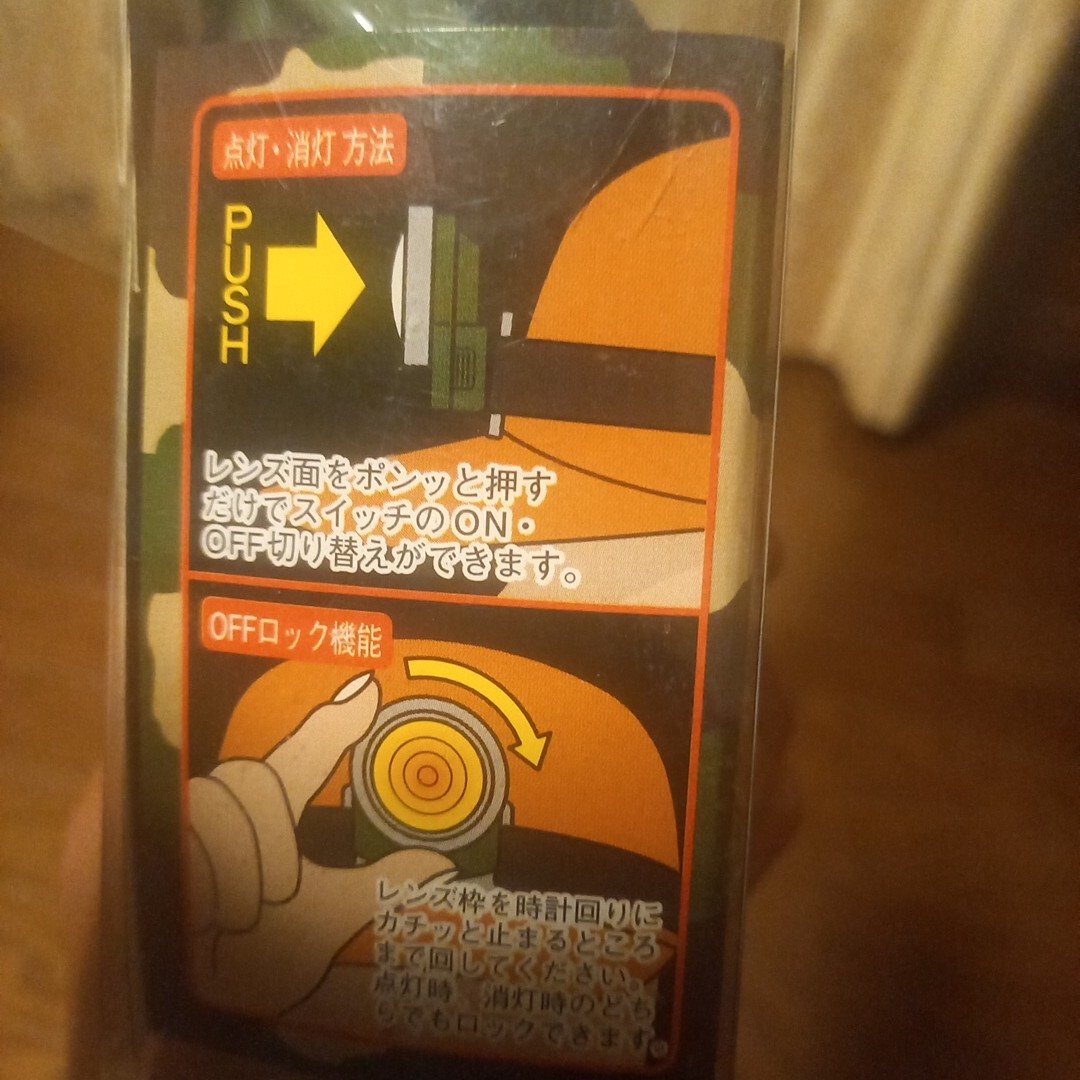 点灯・消灯方法
PUSH
レンズ面をポンッと押す
だけでスイッチのON・
OFF切り替えができます。
OFFロック機能
レンズ枠を時計回りに
カチッと止まるところ
まで回してください。
点灯時、消灯時のどち
らでもロックできます。